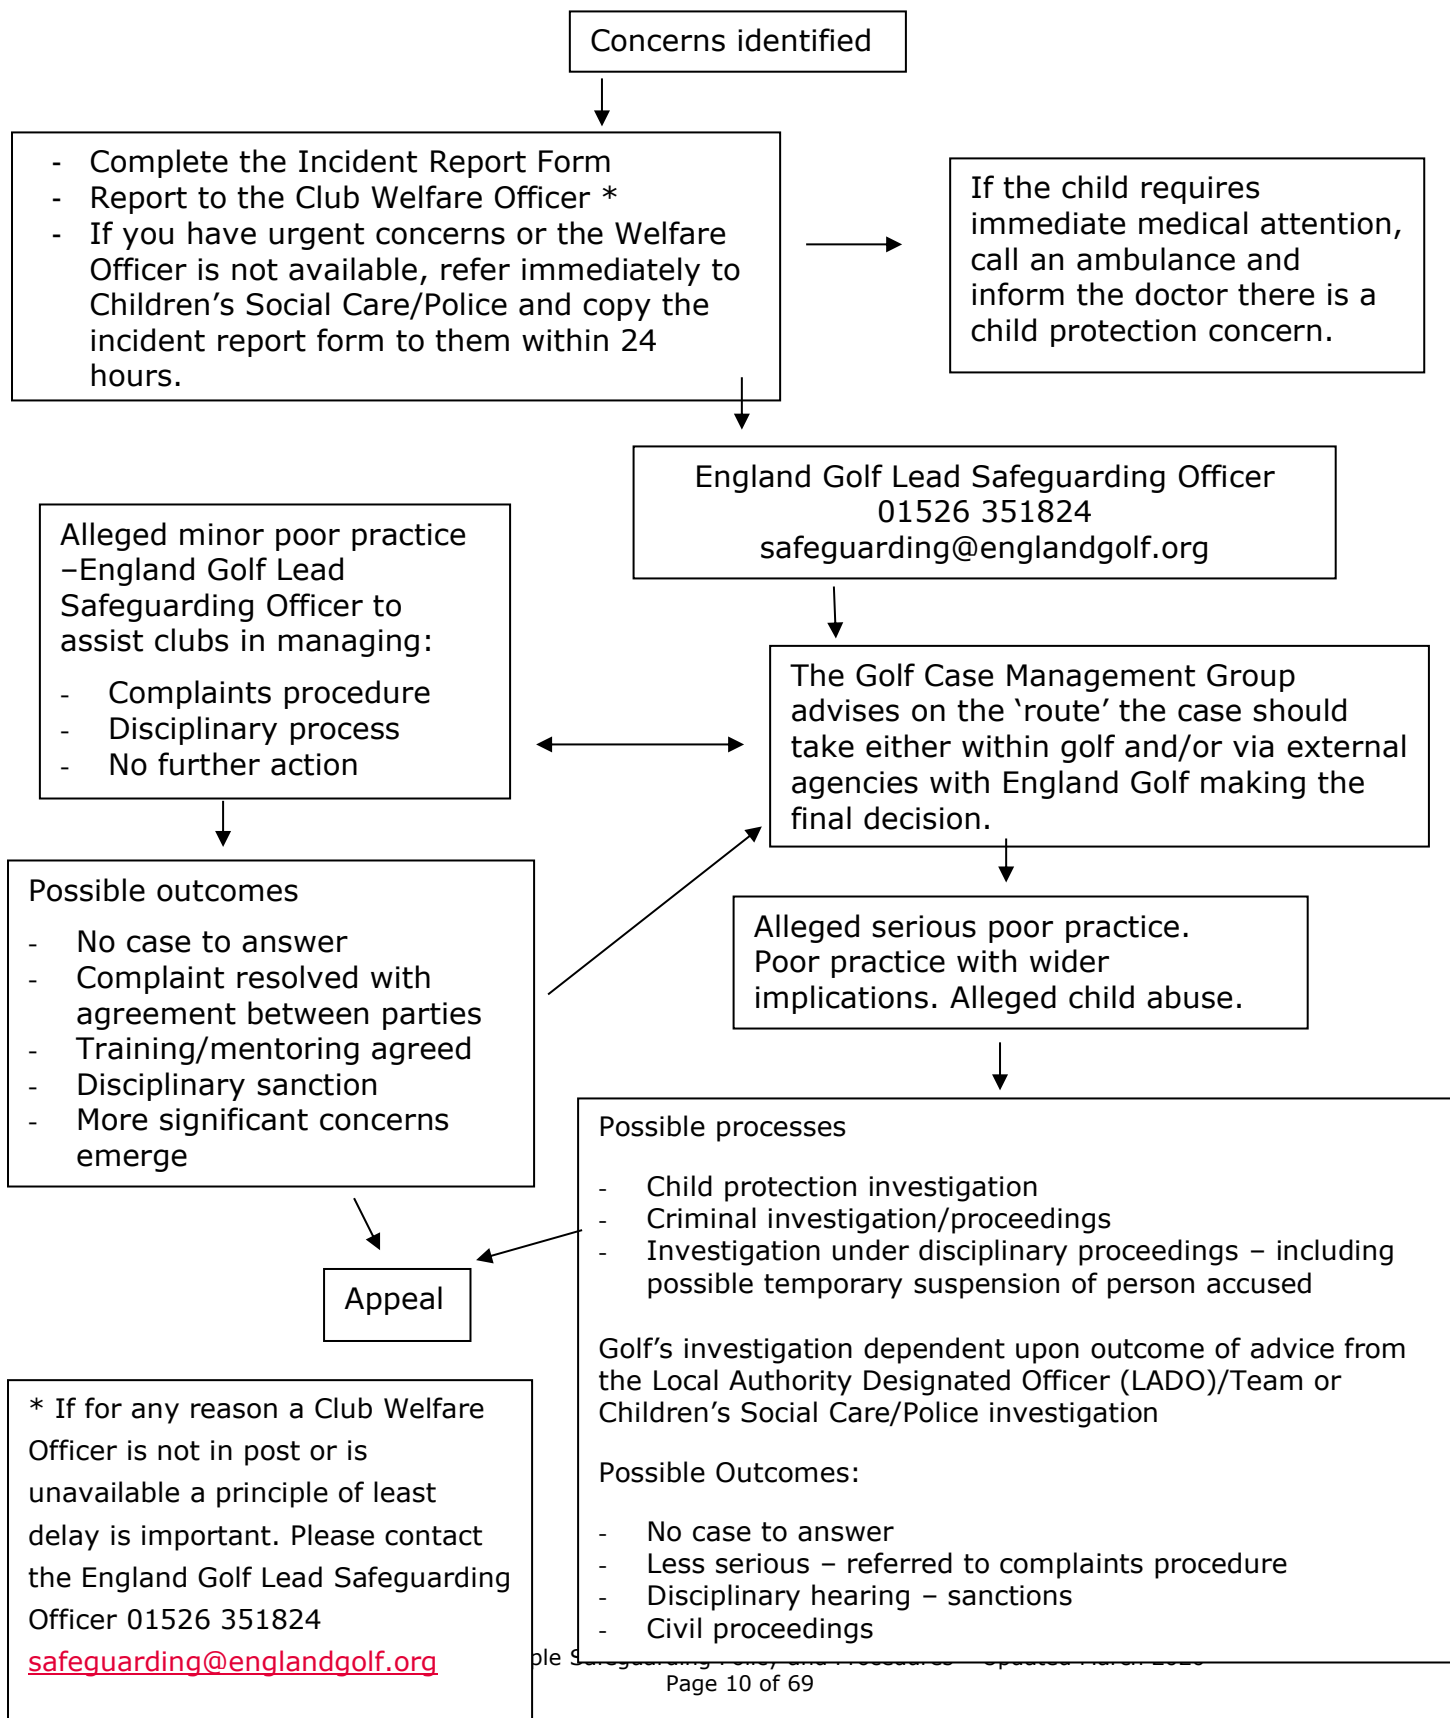 Concerns identified
- Complete the Incident Report Form
- Report to the Club Welfare Officer *
- If you have urgent concerns or the Welfare
Officer is not available, refer immediately to
Children’s Social Care/Police and copy the
incident report form to them within 24
hours.
If the child requires
immediate medical attention,
call an ambulance and
inform the doctor there is a
child protection concern.
England Golf Lead Safeguarding Officer
01526 351824
safeguarding@englandgolf.org
Alleged minor poor practice
–England Golf Lead
Safeguarding Officer to
assist clubs in managing:
- Complaints procedure
- Disciplinary process
- No further action
The Golf Case Management Group
advises on the ‘route’ the case should
take either within golf and/or via external
agencies with England Golf making the
final decision.
Possible outcomes
- No case to answer
- Complaint resolved with
agreement between parties
- Training/mentoring agreed
- Disciplinary sanction
- More significant concerns
emerge
Alleged serious poor practice.
Poor practice with wider
implications. Alleged child abuse.
Possible processes
- Child protection investigation
- Criminal investigation/proceedings
- Investigation under disciplinary proceedings – including
possible temporary suspension of person accused
Golf’s investigation dependent upon outcome of advice from
the Local Authority Designated Officer (LADO)/Team or
Children’s Social Care/Police investigation
Possible Outcomes:
- No case to answer
- Less serious – referred to complaints procedure
- Disciplinary hearing – sanctions
- Civil proceedings
Appeal
* If for any reason a Club Welfare
Officer is not in post or is
unavailable a principle of least
delay is important. Please contact
the England Golf Lead Safeguarding
Officer 01526 351824
safeguarding@englandgolf.org
Safeguarding Policy and Procedures – Updated March
Page 10 of 69